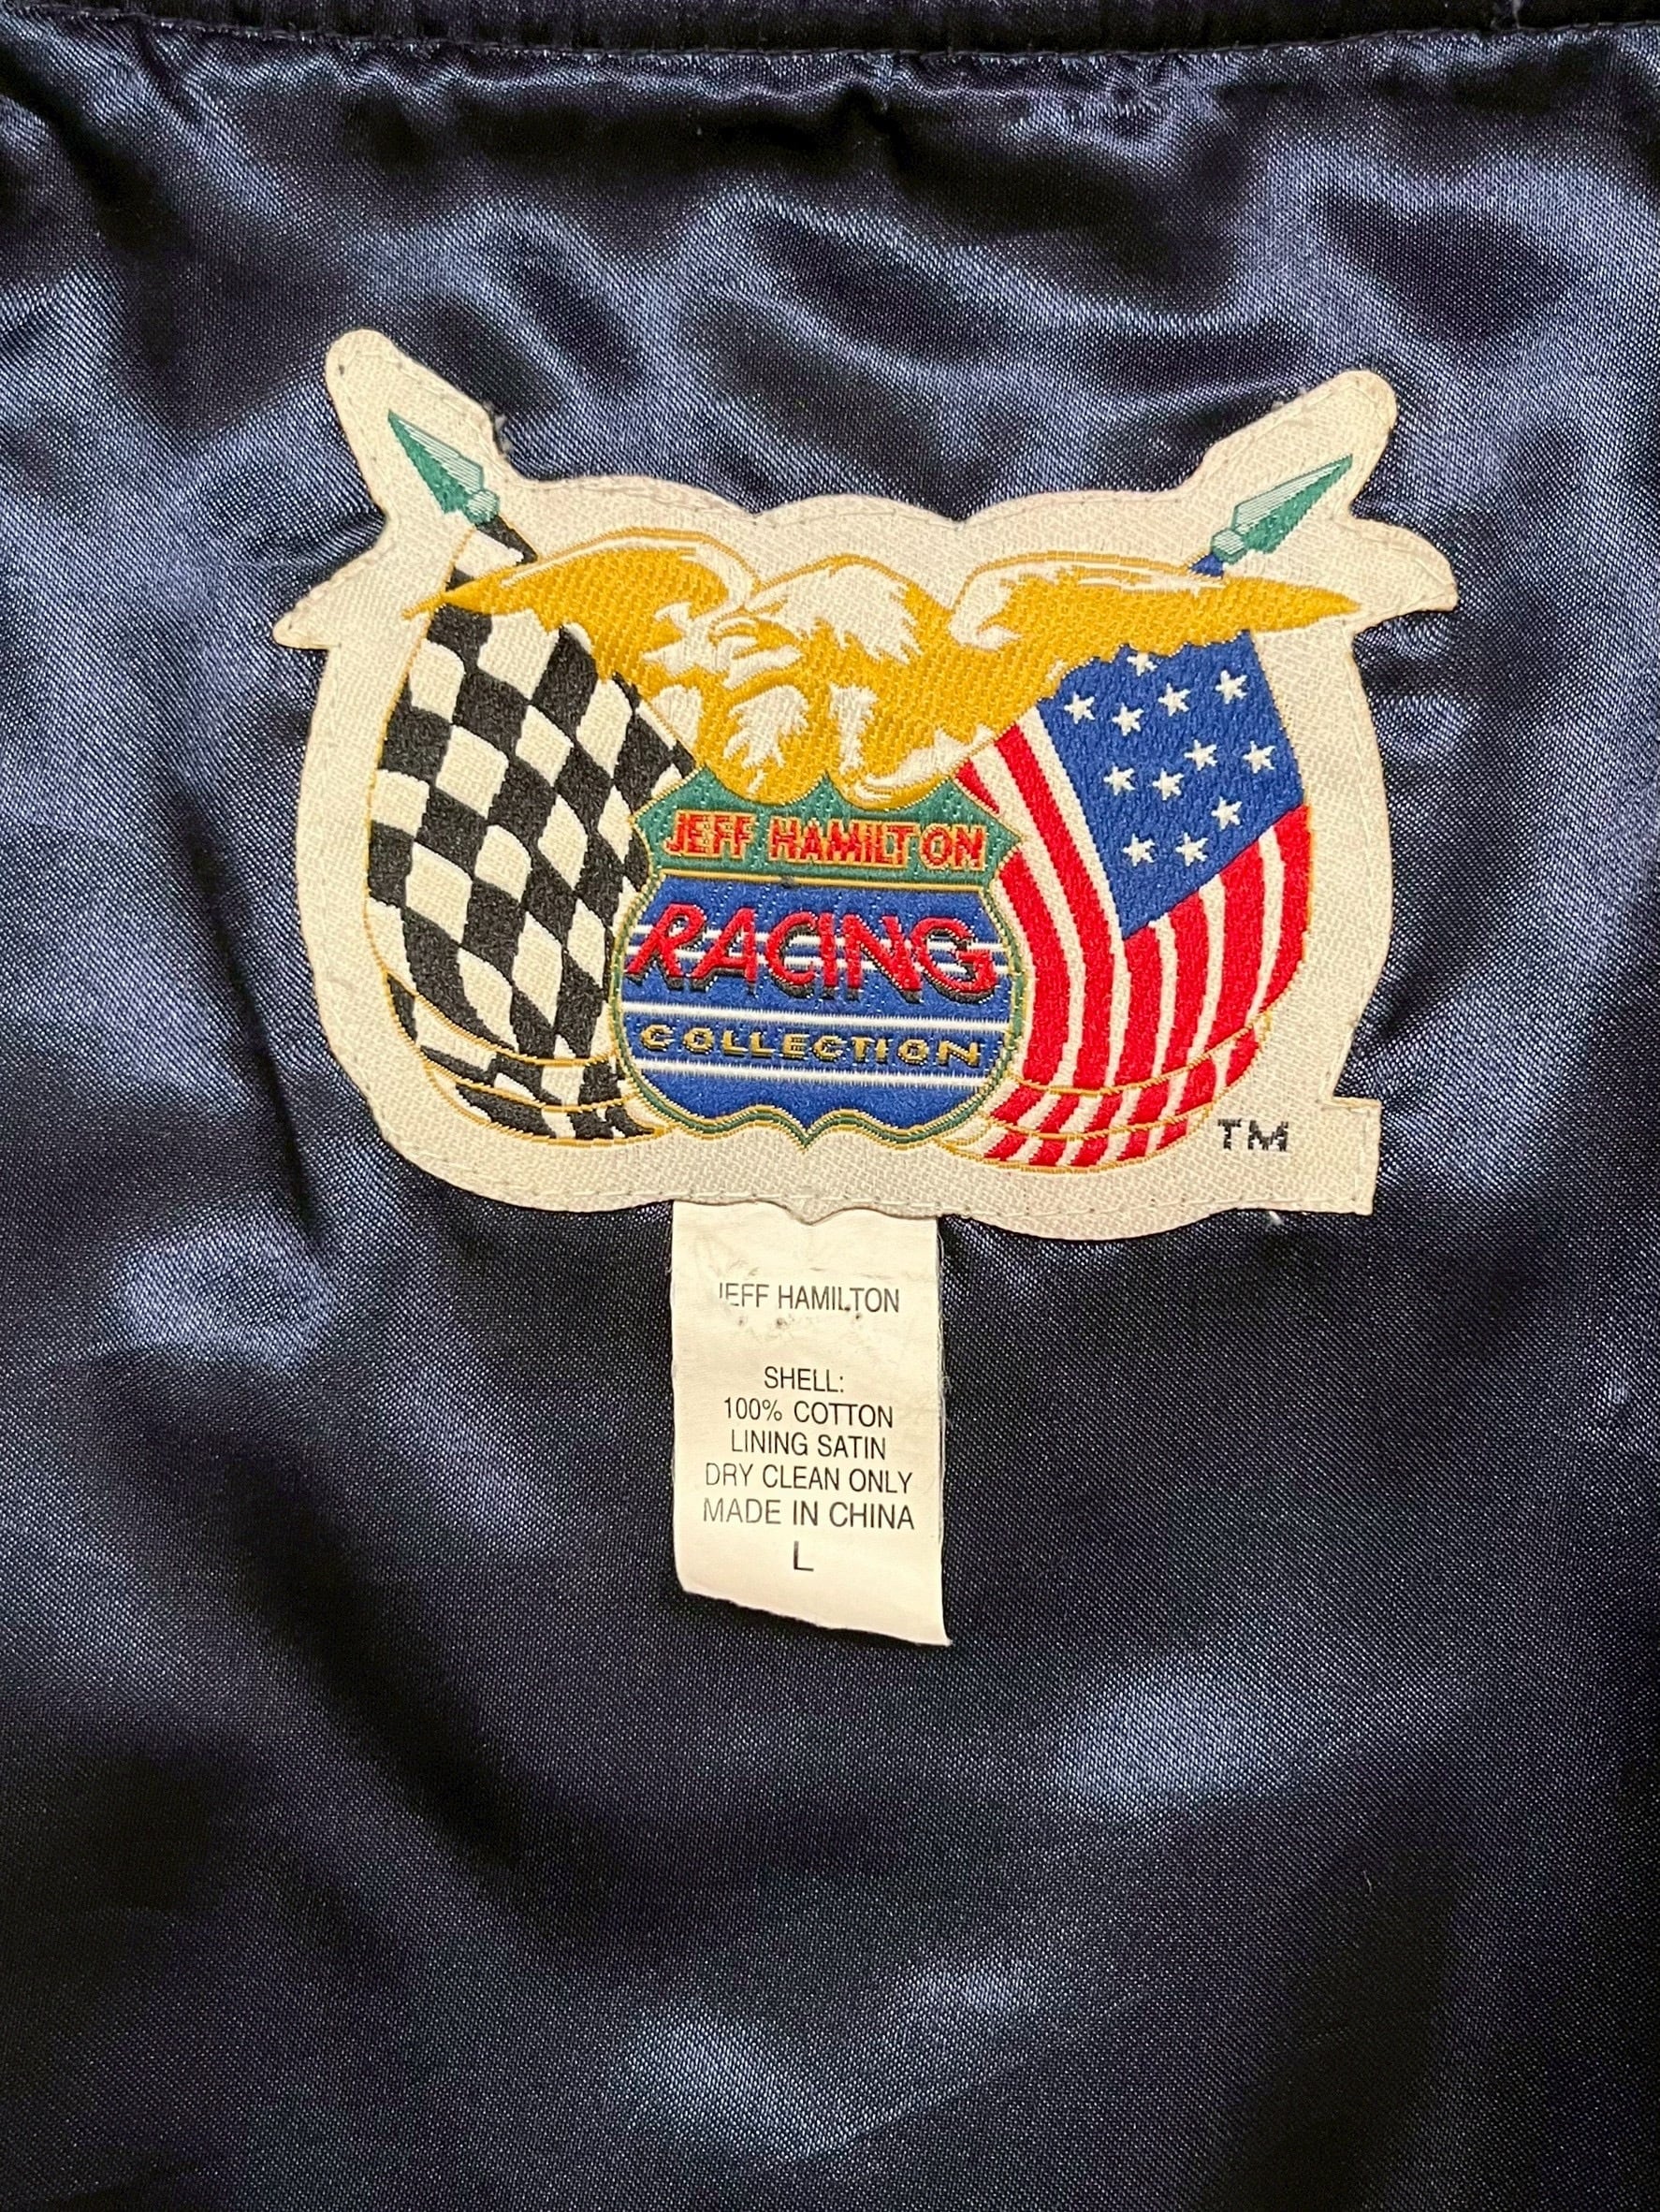 JEFF HAMILTON
RACING
COLLECTION
TM
JEFF HAMILTON
SHELL:
100% COTTON
LINING SATIN
DRY CLEAN ONLY
MADE IN CHINA
L